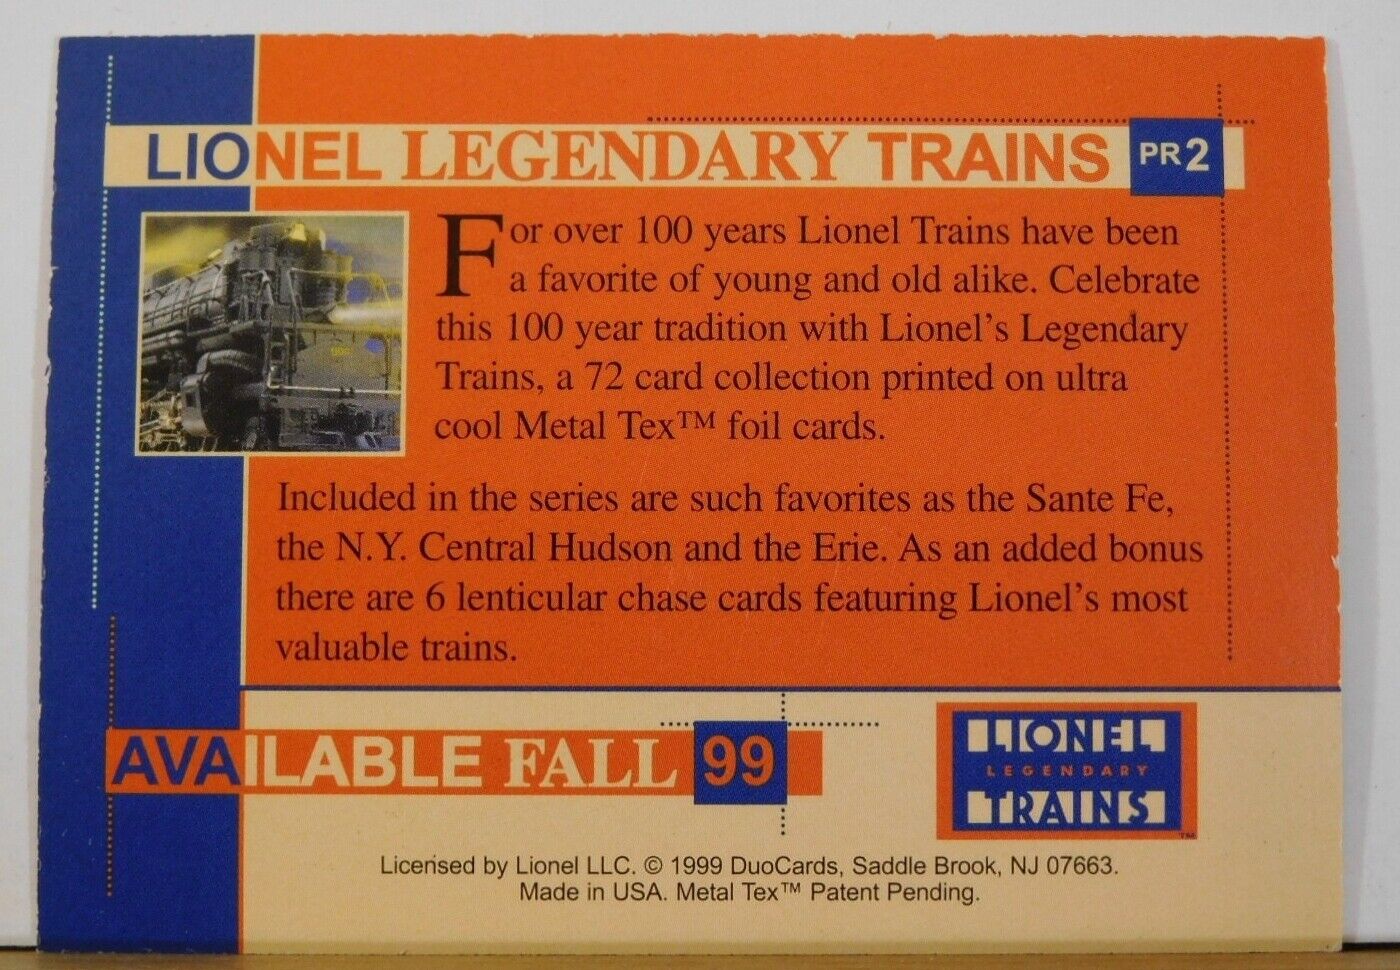 LIONEL LEGENDARY TRAINS PR2
For over 100 years Lionel Trains have been
a favorite of young and old alike. Celebrate
this 100 year tradition with Lionel's Legendary
Trains, a 72 card collection printed on ultra
cool Metal Tex™ foil cards.
Included in the series are such favorites as the Sante Fe,
the N.Y. Central Hudson and the Erie. As an added bonus
there are 6 lenticular chase cards featuring Lionel's most
valuable trains.
AVAILABLE FALL 99
LIONEL
LEGENDARY
TRAINS™
Licensed by Lionel LLC. © 1999 DuoCards, Saddle Brook, NJ 07663.
Made in USA. Metal Tex™ Patent Pending.